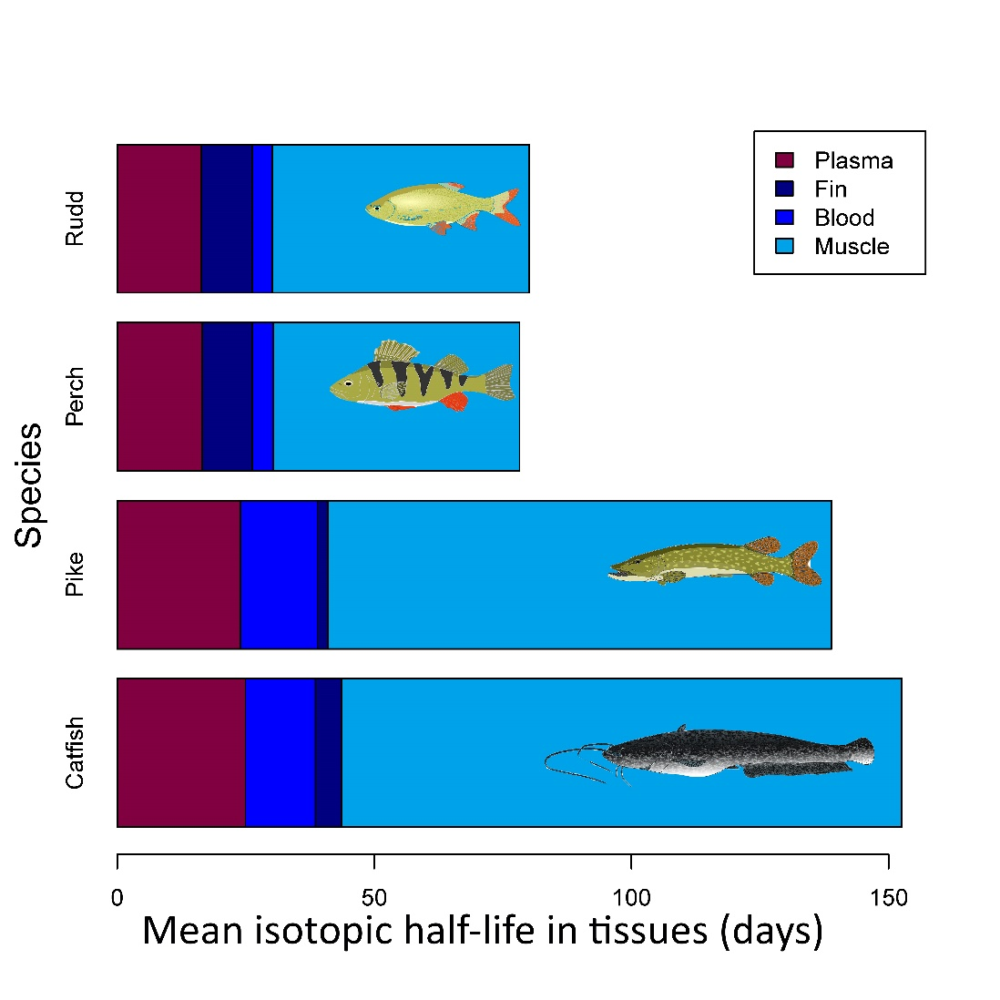 Plasma
Fin
Blood
Muscle
Rudd
Perch
Pike
Catfish
Species
0 50 100 150
Mean isotopic half-life in tissues (days)